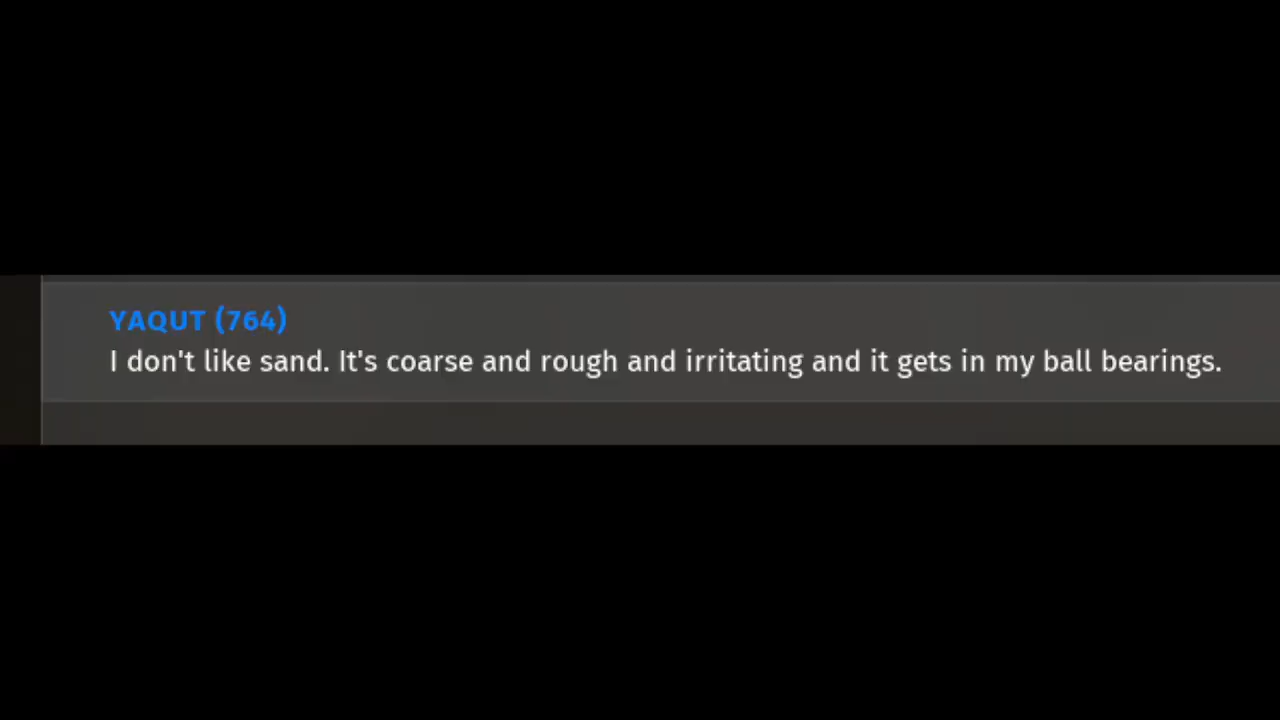 YAQUT (764)
I don't like sand. It's coarse and rough and irritating and it gets in my ball bearings.